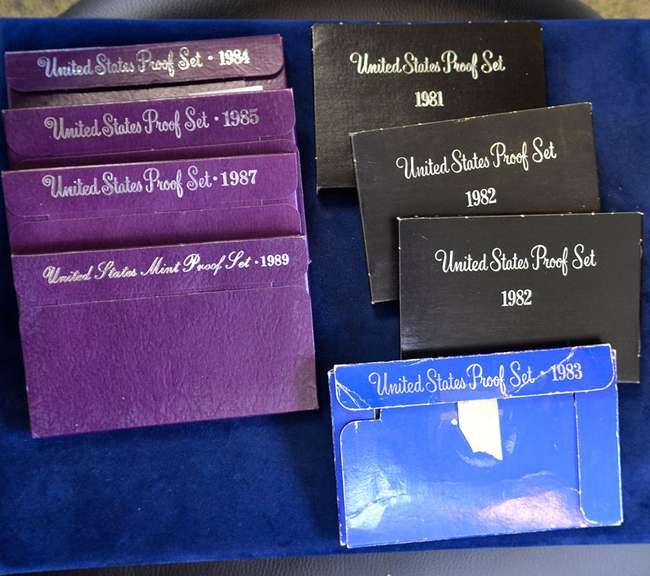 United States Proof Set · 1984
United States Proof Set · 1985
United States Proof Set · 1987
United States Mint Proof Set · 1989
United States Proof Set
1981
United States Proof Set
1982
United States Proof Set
1982
United States Proof Set · 1983